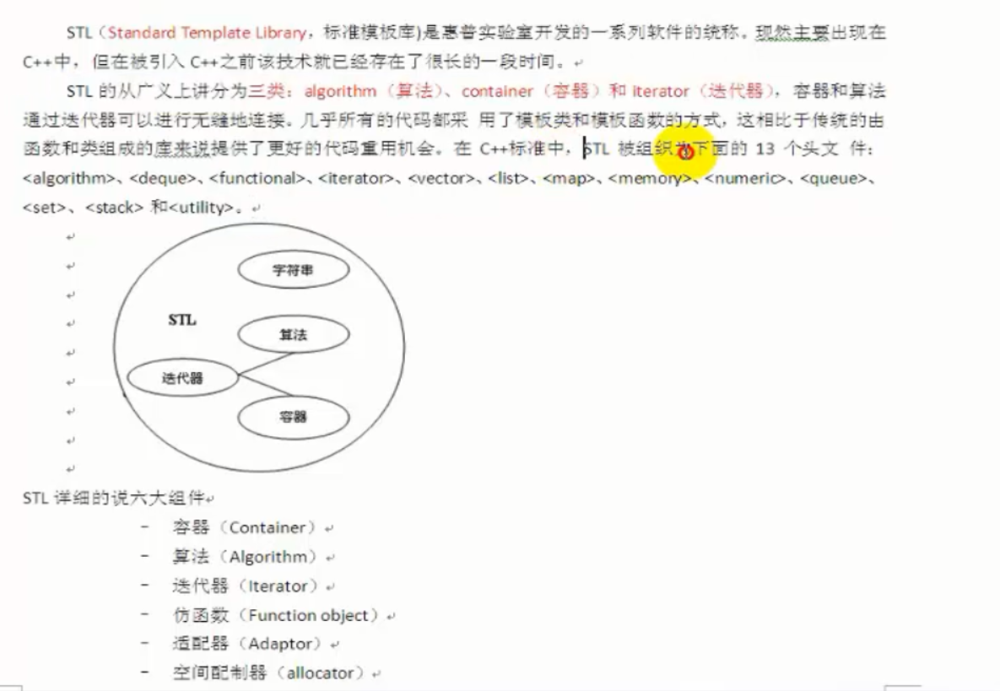 STL（Standard Template Library，标准模板库)是惠普实验室开发的一系列软件的统称。现然主要出现在
C++中，但在被引入 C++之前该技术就已经存在了很长的一段时间。
STL 的从广义上讲分为三类：algorithm（算法）、container（容器）和 iterator（迭代器），容器和算法
通过迭代器可以进行无缝地连接。几乎所有的代码都采 用了模板类和模板函数的方式，这相比于传统的由
函数和类组成的库来说提供了更好的代码重用机会。在 C++标准中，STL 被组织为下面的 13 个头文 件：
<algorithm>、<deque>、<functional>、<iterator>、<vector>、<list>、<map>、<memory>、<numeric>、<queue>、
<set>、<stack> 和<utility>。
字符串
STL
算法
迭代器
容器
STL 详细的说六大组件
- 容器（Container）
- 算法（Algorithm）
- 迭代器（Iterator）
- 仿函数（Function object）
- 适配器（Adaptor）
- 空间配制器（allocator）